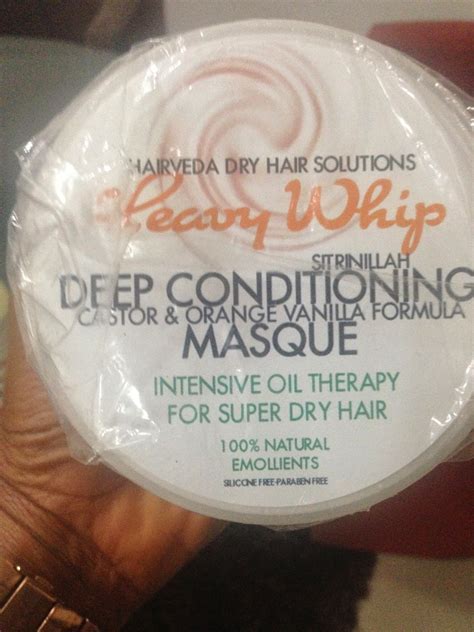 HAIRVEDA DRY HAIR SOLUTIONS
Heavy Whip
SITRINILLAH
DEEP CONDITIONING
CASTOR & ORANGE VANILLA FORMULA
MASQUE
INTENSIVE OIL THERAPY
FOR SUPER DRY HAIR
100% NATURAL
EMOLLIENTS
SILICONE FREE-PARABEN FREE